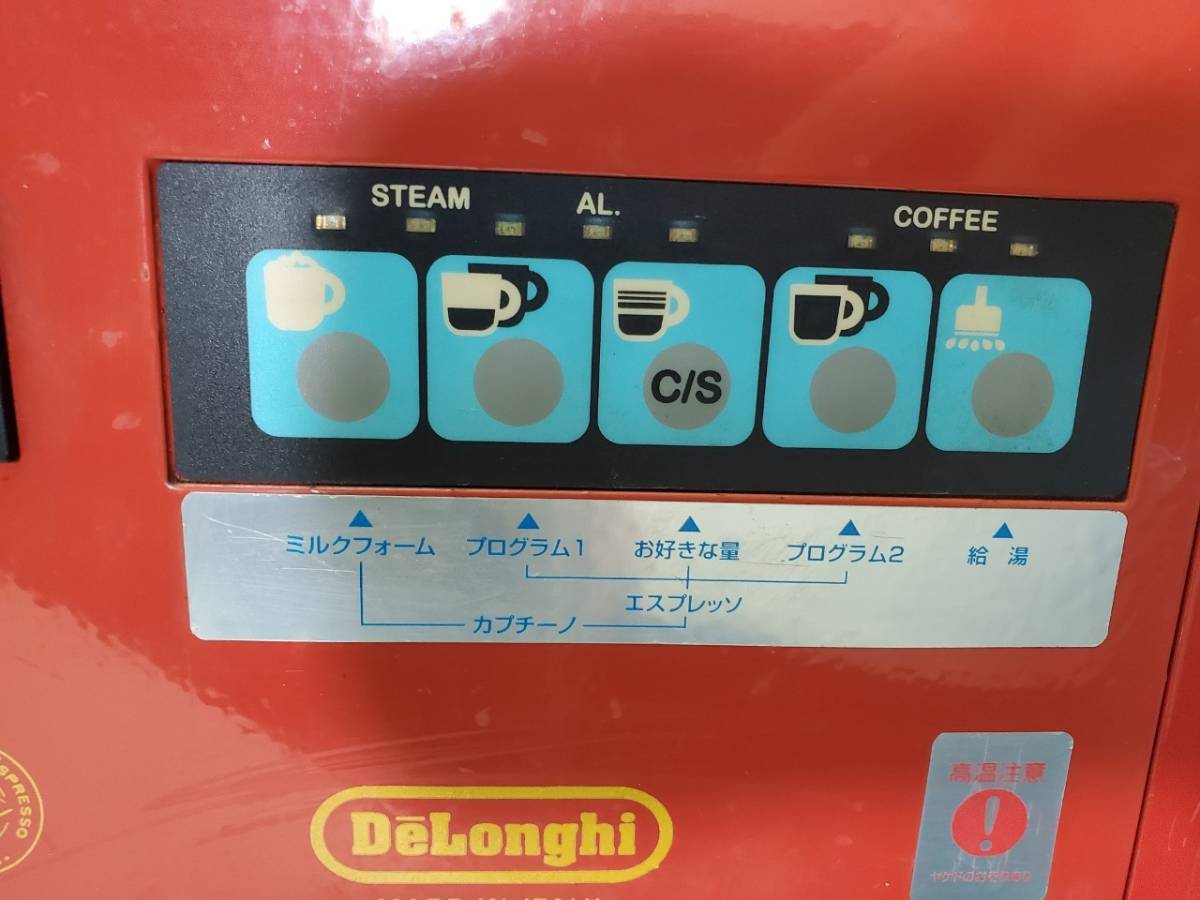 STEAM AL. COFFEE
C/S
ミルクフォーム プログラム1 お好きな量 プログラム2 給湯
エスプレッソ
カプチーノ
高温注意
DēLonghi
SPRESSO